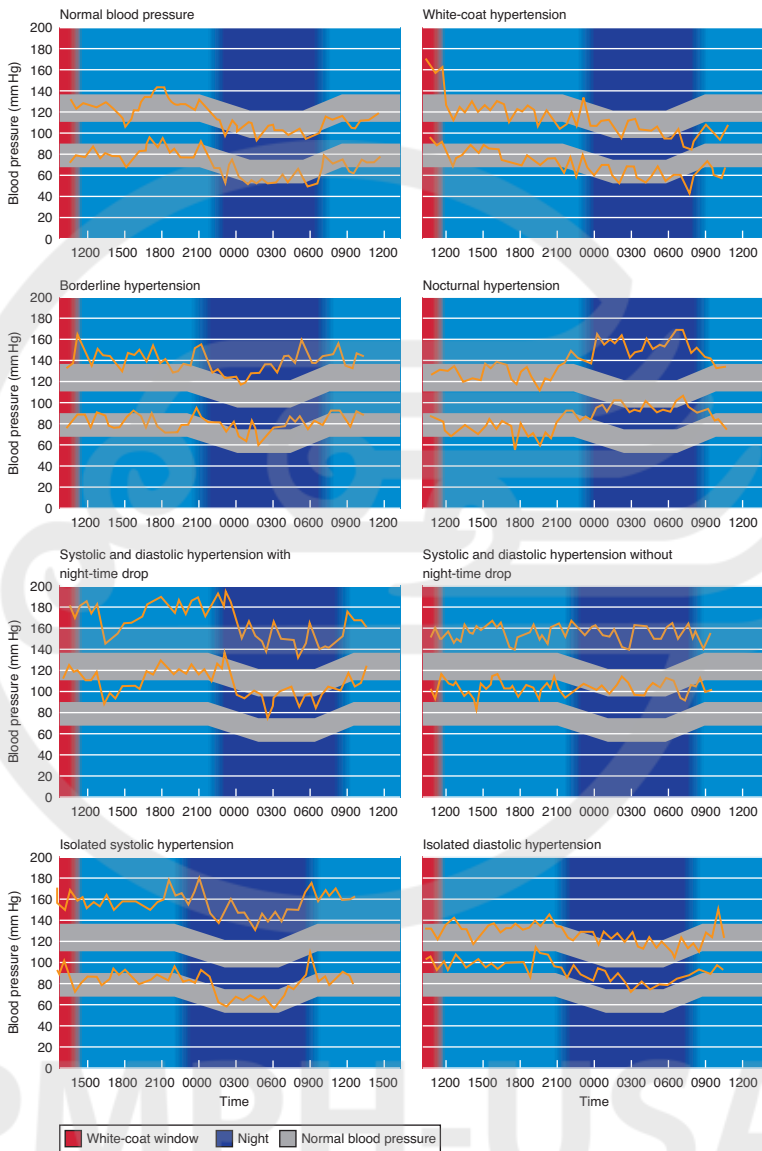 Normal blood pressure
White-coat hypertension
Blood pressure (mm Hg)
200
180
160
140
120
100
80
60
40
20
0
1200 1500 1800 2100 0000 0300 0600 0900 1200
1200 1500 1800 2100 0000 0300 0600 0900 1200
Borderline hypertension
Nocturnal hypertension
Blood pressure (mm Hg)
200
180
160
140
120
100
80
60
40
20
0
1200 1500 1800 2100 0000 0300 0600 0900 1200
1200 1500 1800 2100 0000 0300 0600 0900 1200
Systolic and diastolic hypertension with
night-time drop
Systolic and diastolic hypertension without
night-time drop
Blood pressure (mm Hg)
200
180
160
140
120
100
80
60
40
20
0
1200 1500 1800 2100 0000 0300 0600 0900 1200
1200 1500 1800 2100 0000 0300 0600 0900 1200
Isolated systolic hypertension
Isolated diastolic hypertension
Blood pressure (mm Hg)
200
180
160
140
120
100
80
60
40
20
0
1500 1800 2100 0000 0300 0600 0900 1200 1500
1200 1500 1800 2100 0000 0300 0600 0900 1200
Time
Time
White-coat window
Night
Normal blood pressure
PMPH-USA